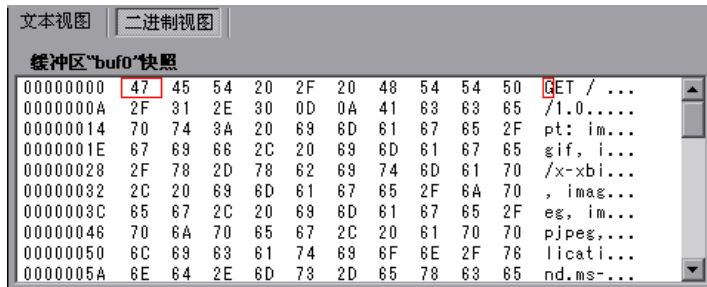 文本视图 二进制视图
缓冲区"buf0"快照
00000000 47 45 54 20 2F 20 48 54 54 50 GET / ...
0000000A 2F 31 2E 30 0D 0A 41 63 63 65 /1.0.....
00000014 70 74 3A 20 69 6D 61 67 65 2F pt: im...
0000001E 67 69 66 2C 20 69 6D 61 67 65 gif, i...
00000028 2F 78 2D 78 62 69 74 6D 61 70 /x-xbi...
00000032 2C 20 69 6D 61 67 65 2F 6A 70 , imag...
0000003C 65 67 2C 20 69 6D 61 67 65 2F eg, im...
00000046 70 6A 70 65 67 2C 20 61 70 70 pjpeg,...
00000050 6C 69 63 61 74 69 6F 6E 2F 76 licati...
0000005A 6E 64 2E 6D 73 2D 65 78 63 65 nd.ms-...